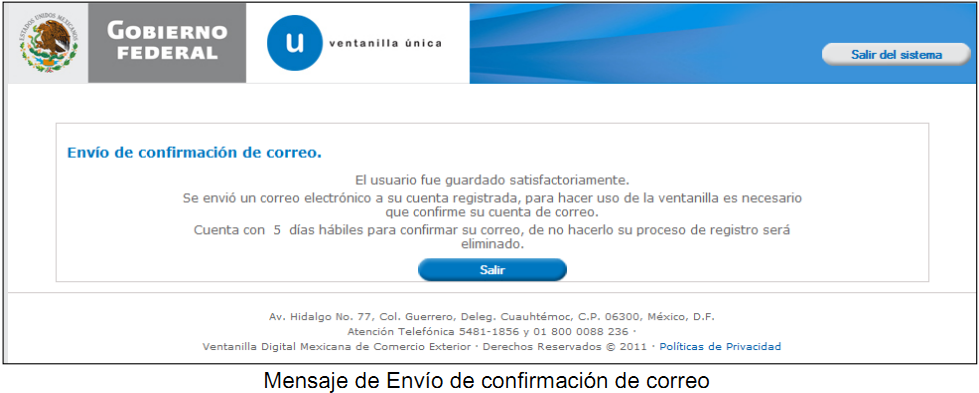 ESTADOS UNIDOS MEXICANOS
GOBIERNO
FEDERAL
u
ventanilla única
Salir del sistema
Envío de confirmación de correo.
El usuario fue guardado satisfactoriamente.
Se envió un correo electrónico a su cuenta registrada, para hacer uso de la ventanilla es necesario
que confirme su cuenta de correo.
Cuenta con 5 días hábiles para confirmar su correo, de no hacerlo su proceso de registro será
eliminado.
Salir
Av. Hidalgo No. 77, Col. Guerrero, Deleg. Cuauhtémoc, C.P. 06300, México, D.F.
Atención Telefónica 5481-1856 y 01 800 0088 236 ·
Ventanilla Digital Mexicana de Comercio Exterior · Derechos Reservados © 2011 · Políticas de Privacidad
Mensaje de Envío de confirmación de correo